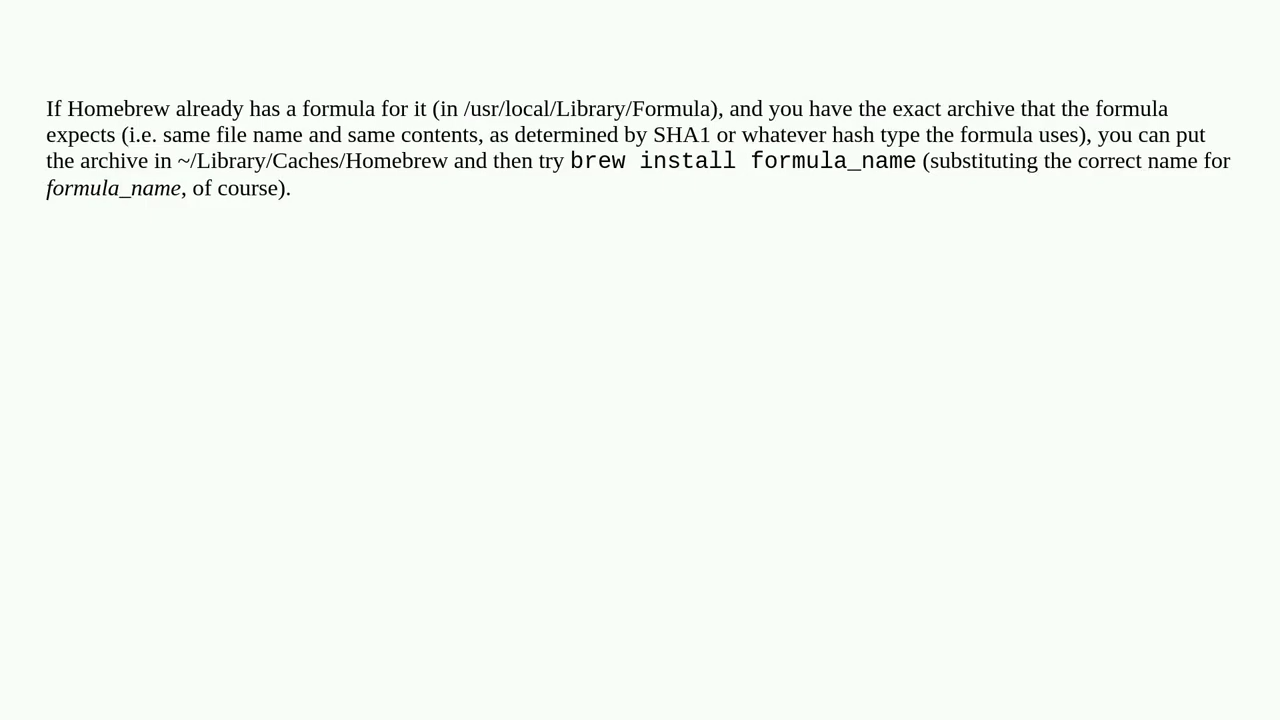 If Homebrew already has a formula for it (in /usr/local/Library/Formula), and you have the exact archive that the formula
expects (i.e. same file name and same contents, as determined by SHA1 or whatever hash type the formula uses), you can put
the archive in ~/Library/Caches/Homebrew and then try brew install formula_name (substituting the correct name for
formula_name, of course).